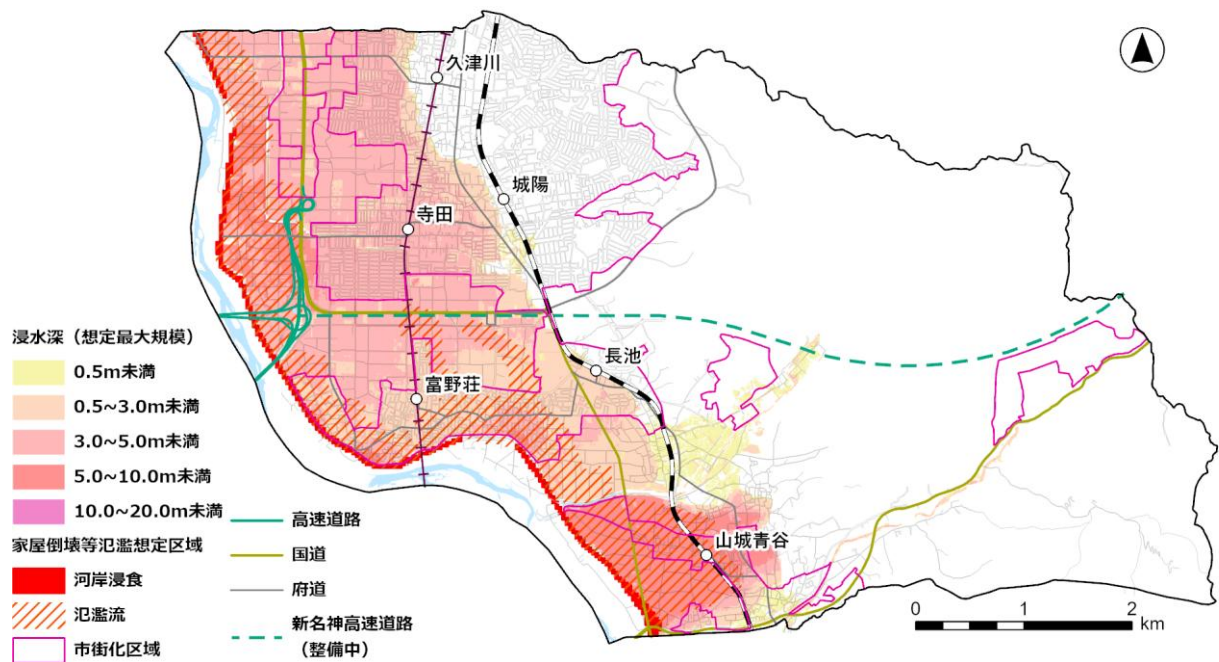 久津川
城陽
寺田
長池
富野荘
山城青谷
浸水深（想定最大規模）
0.5m未満
0.5~3.0m未満
3.0~5.0m未満
5.0~10.0m未満
10.0~20.0m未満
家屋倒壊等氾濫想定区域
河岸浸食
氾濫流
市街化区域
高速道路
国道
府道
新名神高速道路
（整備中）
0 1 2
km